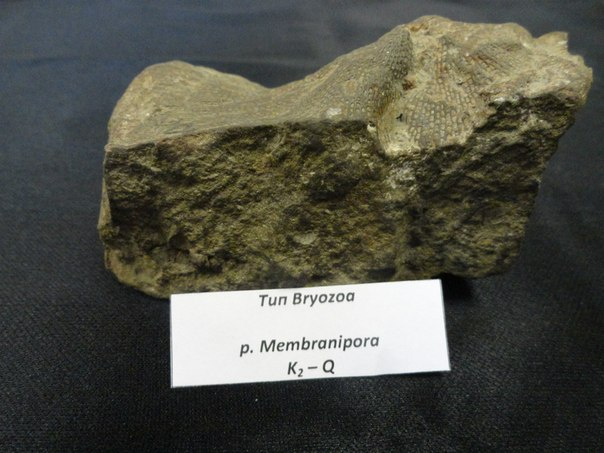 Тип Bryozoa
р. Membranipora
K₂ – Q